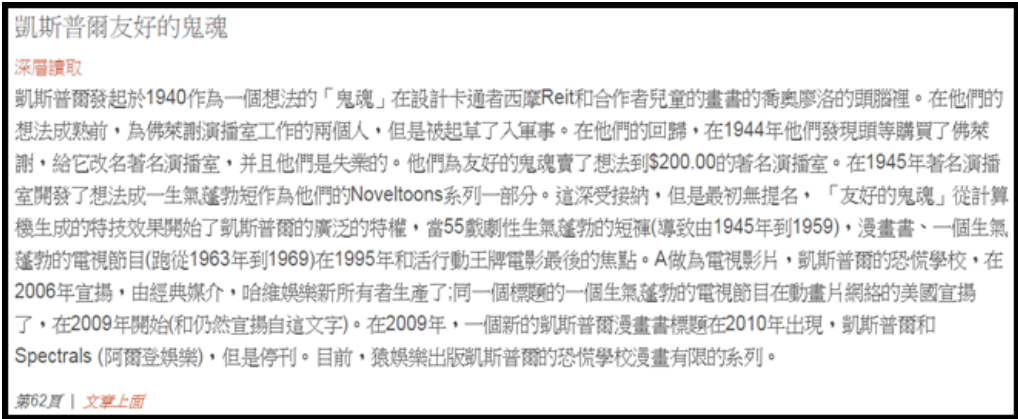 凱斯普爾友好的鬼魂
深層讀取
凱斯普爾發起於1940作為一個想法的「鬼魂」在設計卡通者西摩Reit和合作者兒童的畫書的喬奧廖洛的頭腦裡。在他們的
想法成熟前，為佛萊謝演播室工作的兩個人，但是被起草了入軍事。在他們的回歸，在1944年他們發現頭等購買了佛萊
謝，給它改名著名演播室，并且他們是失業的。他們為友好的鬼魂賣了想法到$200.00的著名演播室。在1945年著名演播
室開發了想法成一生氣蓬勃短作為他們的Noveltoons系列一部分。這深受接納，但是最初無提名，「友好的鬼魂」從計算
機生成的特技效果開始了凱斯普爾的廣泛的特權，當55戲劇性生氣蓬勃的短褲(導致由1945年到1959)，漫畫書、一個生氣
蓬勃的電視節目(跑從1963年到1969)在1995年和活行動王牌電影最後的焦點。A做為電視影片，凱斯普爾的恐慌學校，在
2006年宣揚，由經典媒介，哈維娛樂新所有者生產了;同一個標題的一個生氣蓬勃的電視節目在動畫片網絡的美國宣揚
了，在2009年開始(和仍然宣揚自這文字)。在2009年，一個新的凱斯普爾漫畫書標題在2010年出現，凱斯普爾和
Spectrals (阿爾登娛樂)，但是停刊。目前，猿娛樂出版凱斯普爾的恐慌學校漫畫有限的系列。
第62頁 | 文章上面